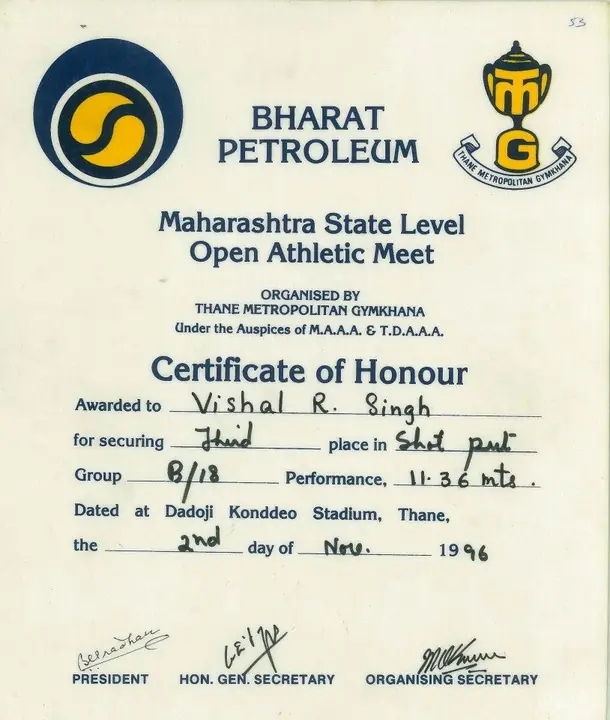 53
BHARAT
PETROLEUM
MG
THANE METROPOLITAN GYMKHANA
Maharashtra State Level
Open Athletic Meet
ORGANISED BY
THANE METROPOLITAN GYMKHANA
Under the Auspices of M.A.A.A. & T.D.A.A.A.
Certificate of Honour
Awarded to Vishal R. Singh
for securing Third place in Shot put
Group B/18 Performance, 11.36 mts.
Dated at Dadoji Konddeo Stadium, Thane,
the 2nd day of Nov. 1996
PRESIDENT HON. GEN. SECRETARY ORGANISING SECRETARY